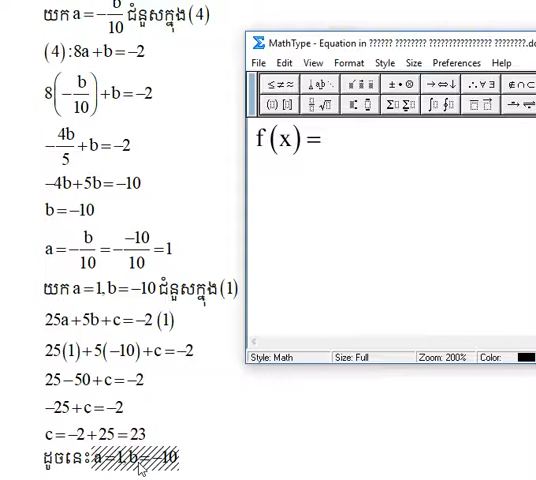 យក a = -b/10 ជំនួសក្នុង (4)
(4) : 8a + b = -2
8(-b/10) + b = -2
-4b/5 + b = -2
-4b + 5b = -10
b = -10
a = -b/10 = -(-10)/10 = 1
យក a = 1, b = -10 ជំនួសក្នុង (1)
25a + 5b + c = -2 (1)
25(1) + 5(-10) + c = -2
25 - 50 + c = -2
-25 + c = -2
c = -2 + 25 = 23
ដូចនេះ a = 1, b = -10
MathType - Equation in ?????? ???????? ???????????????? ????????.do
File Edit View Format Style Size Preferences Help
f(x) =
Style: Math Size: Full Zoom: 200% Color: